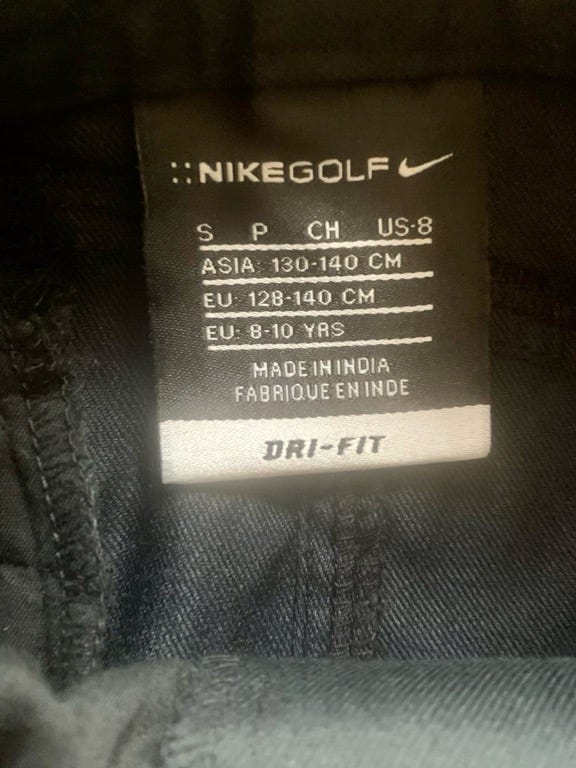 ::NIKEGOLF
S P CH US-8
ASIA: 130-140 CM
EU: 128-140 CM
EU: 8-10 YRS
MADE IN INDIA
FABRIQUE EN INDE
DRI-FIT